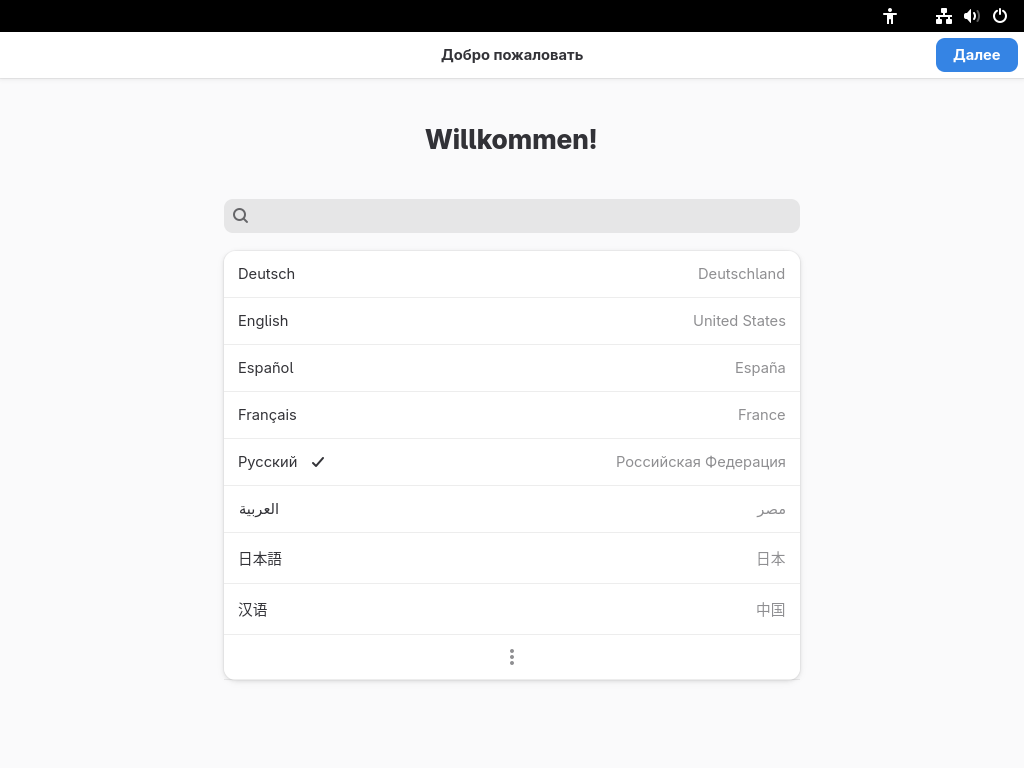 Добро пожаловать
Далее
Willkommen!
Deutsch Deutschland
English United States
Español España
Français France
Русский Российская Федерация
العربية مصر
日本語 日本
汉语 中国